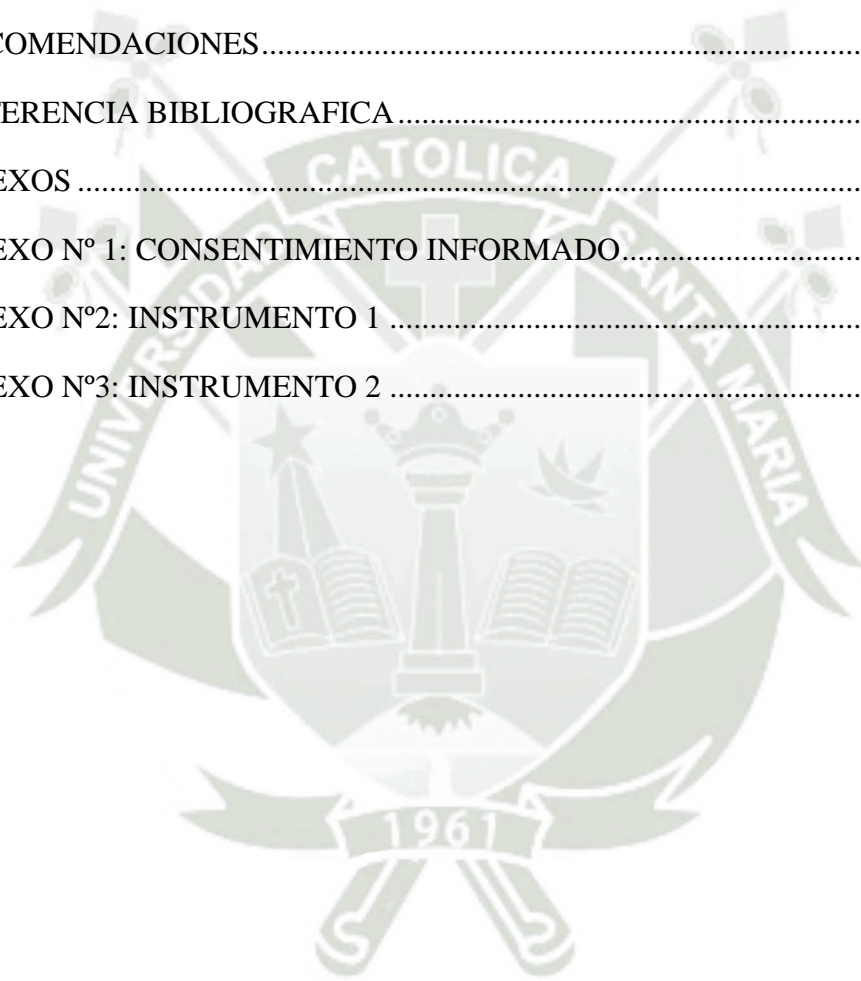 COMENDACIONES
ERENCIA BIBLIOGRAFICA
EXOS
EXO Nº 1: CONSENTIMIENTO INFORMADO
EXO Nº2: INSTRUMENTO 1
EXO Nº3: INSTRUMENTO 2
UNIVERSIDAD CATOLICA SANTA MARIA
1961